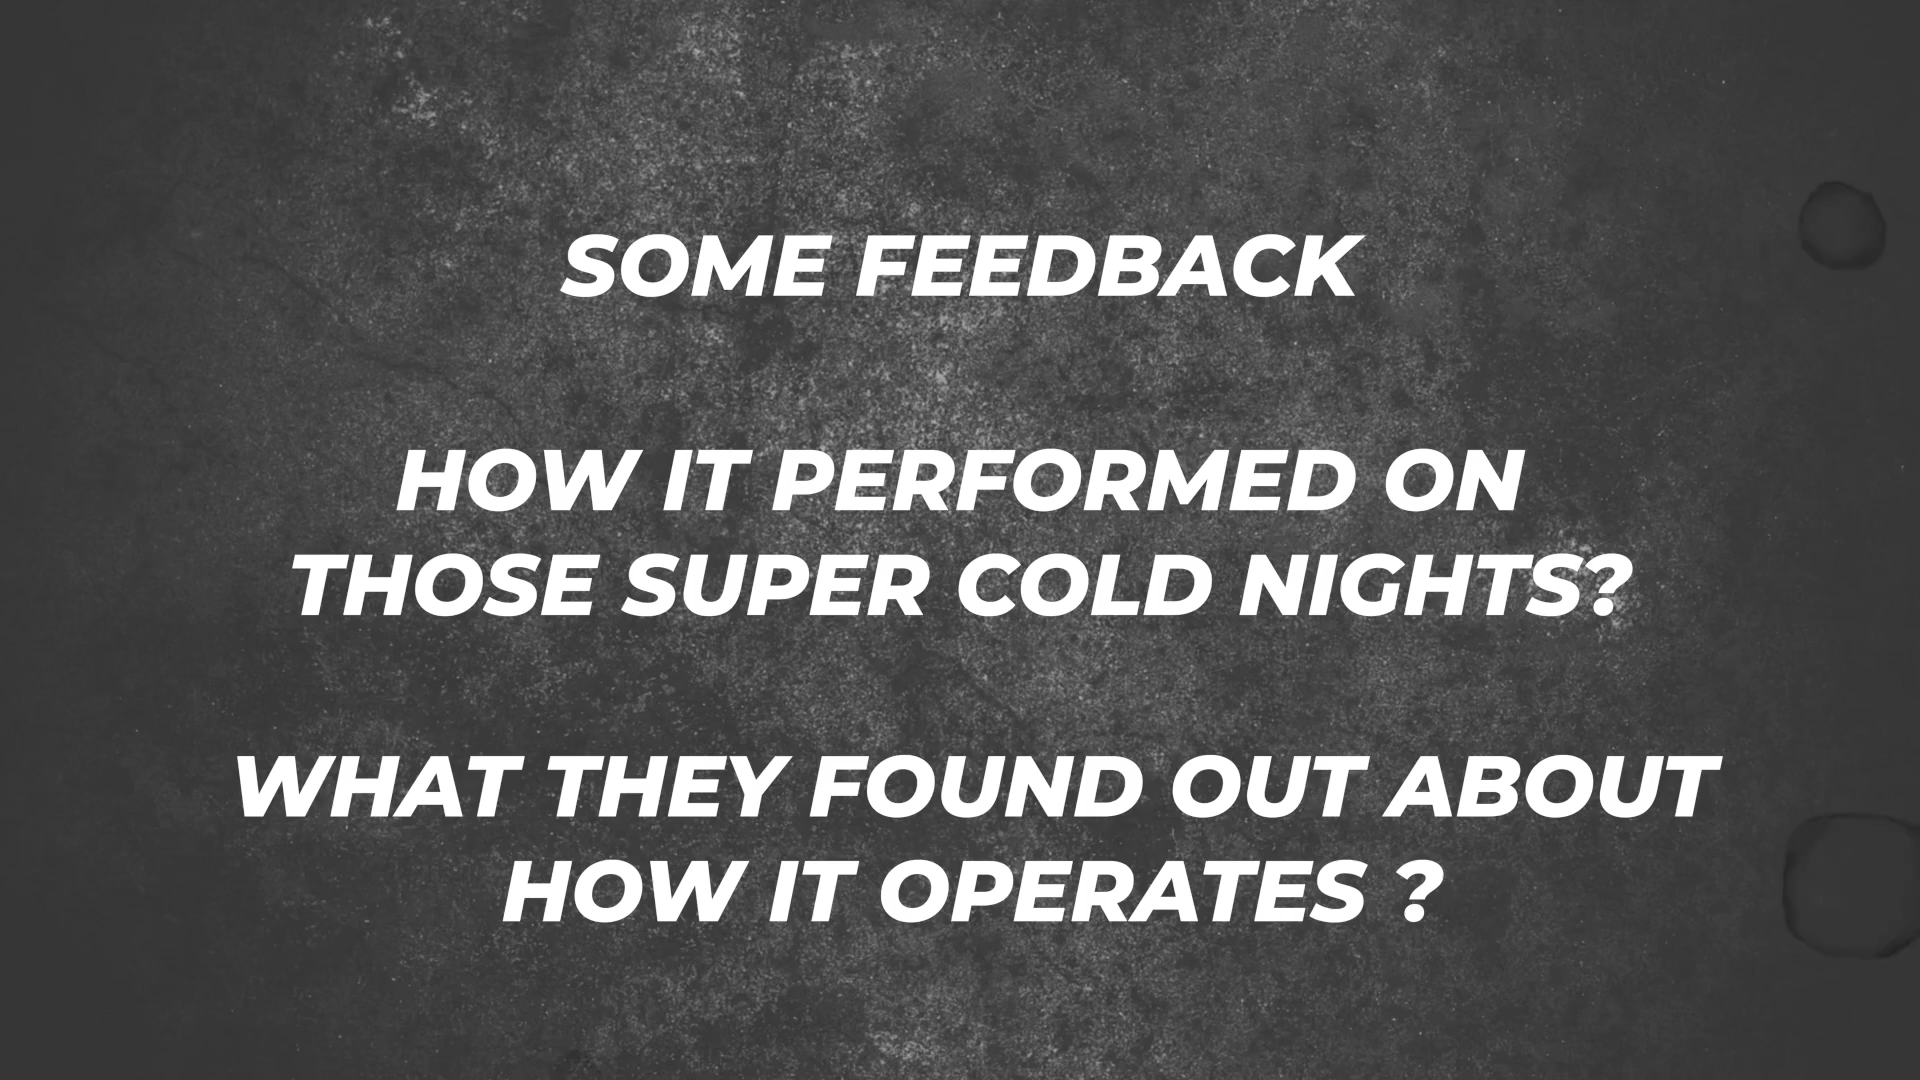 SOME FEEDBACK
HOW IT PERFORMED ON
THOSE SUPER COLD NIGHTS?
WHAT THEY FOUND OUT ABOUT
HOW IT OPERATES ?